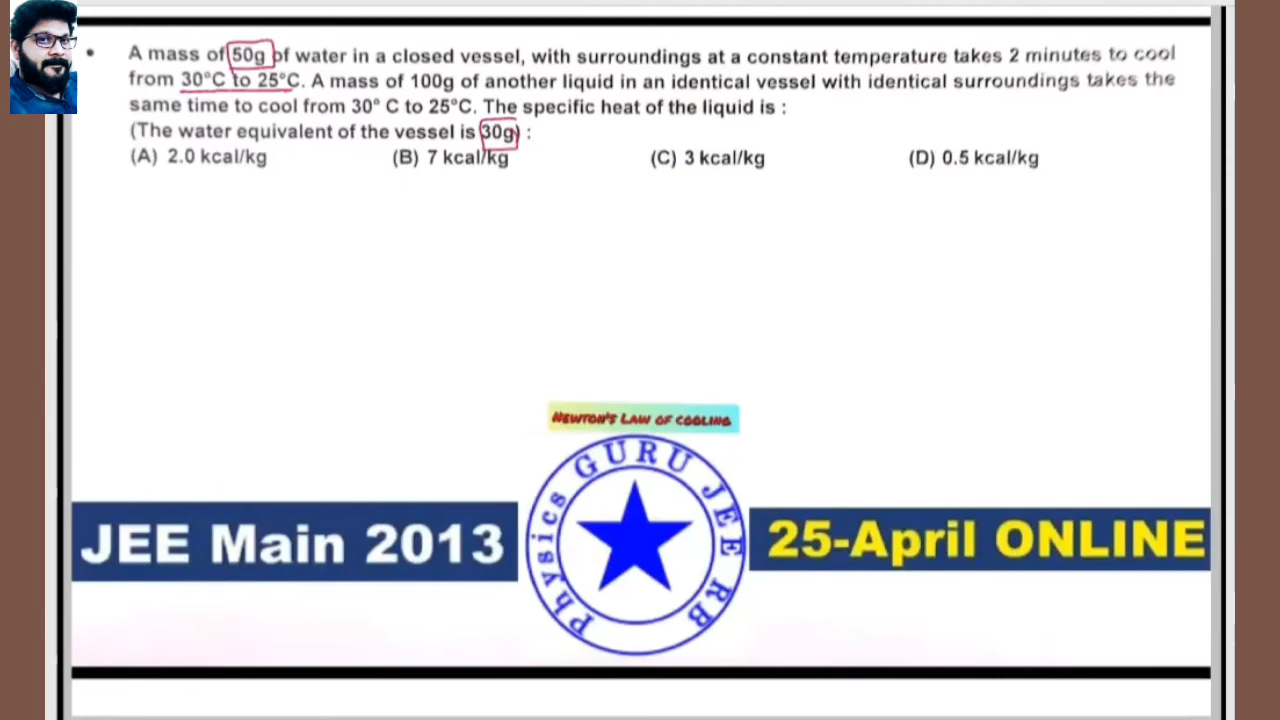 • A mass of 50g of water in a closed vessel, with surroundings at a constant temperature takes 2 minutes to cool
from 30°C to 25°C. A mass of 100g of another liquid in an identical vessel with identical surroundings takes the
same time to cool from 30° C to 25°C. The specific heat of the liquid is :
(The water equivalent of the vessel is 30g) :
(A) 2.0 kcal/kg (B) 7 kcal/kg (C) 3 kcal/kg (D) 0.5 kcal/kg
Newton's Law of cooling
Physics GURU JEE RB
JEE Main 2013
25-April ONLINE